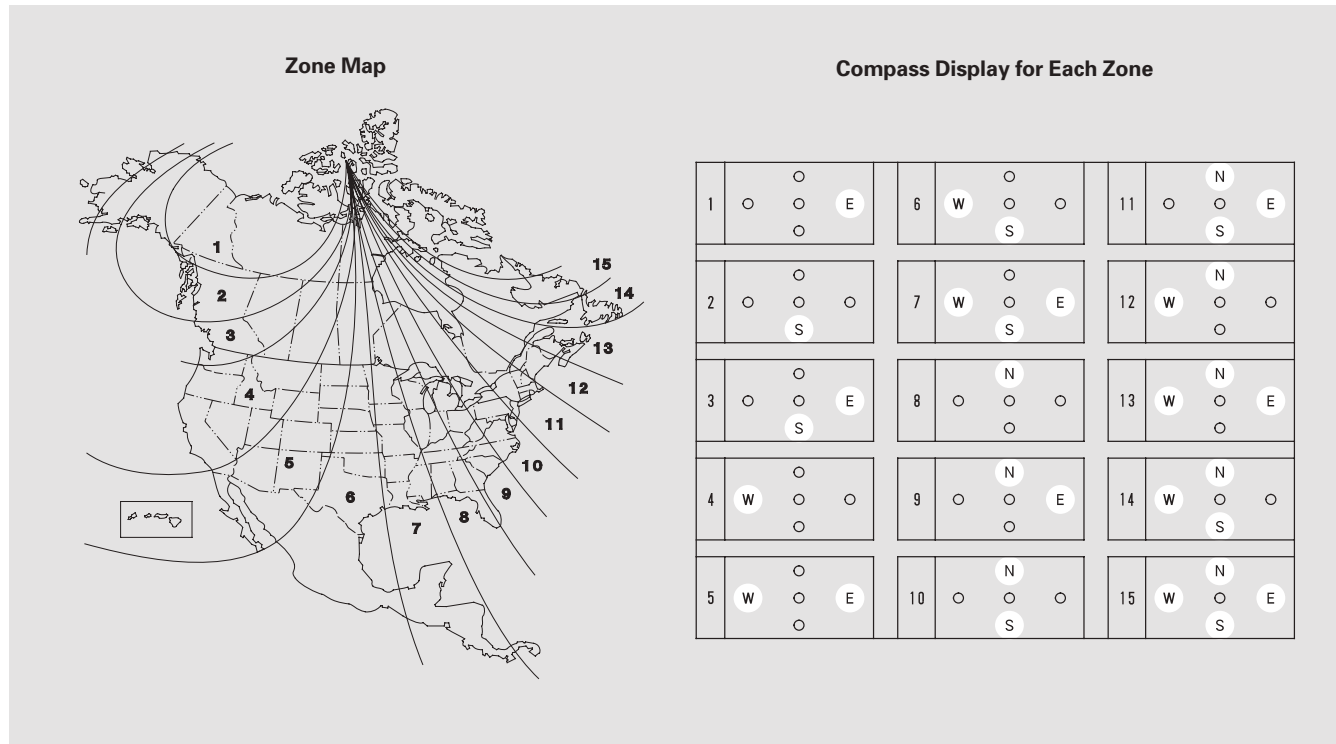 Zone Map
Compass Display for Each Zone
1
2
3
4
5
6
7
8
9
10
11
12
13
14
15
1 E
6 W S
11 N E S
2 S
7 W E S
12 N W
3 E S
8 N
13 N W E
4 W
9 N E
14 N W S
5 W E
10 N S
15 N W E S